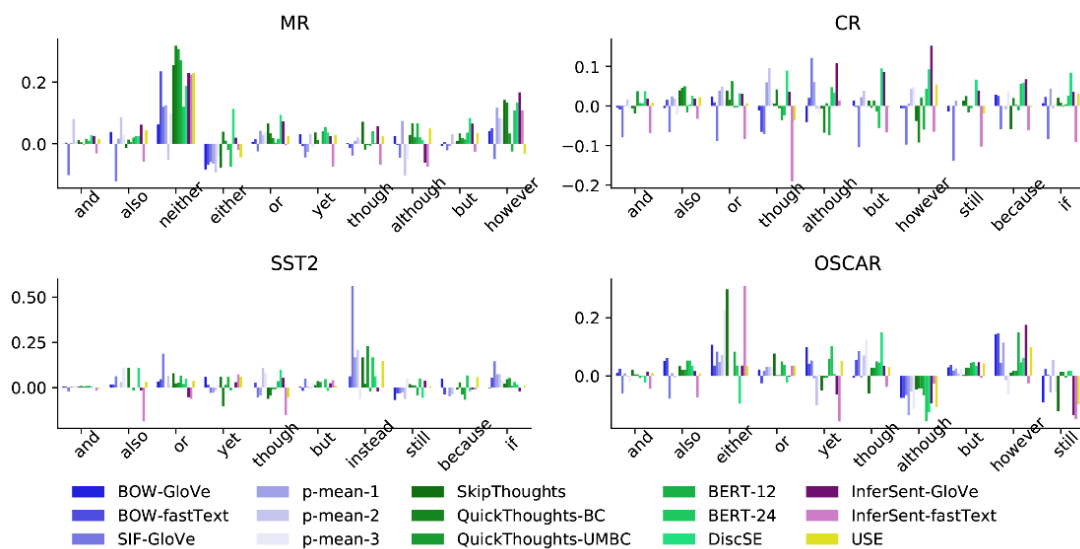 MR
CR
0.2
0.0
0.1
0.0
−0.1
−0.2
and
also
neither
either
or
yet
though
although
but
however
and
also
or
though
although
but
however
still
because
if
SST2
OSCAR
0.50
0.25
0.00
0.2
0.0
and
also
or
yet
though
but
instead
still
because
if
and
also
either
or
yet
though
although
but
however
still
BOW-GloVe
p-mean-1
SkipThoughts
BERT-12
InferSent-GloVe
BOW-fastText
p-mean-2
QuickThoughts-BC
BERT-24
InferSent-fastText
SIF-GloVe
p-mean-3
QuickThoughts-UMBC
DiscSE
USE